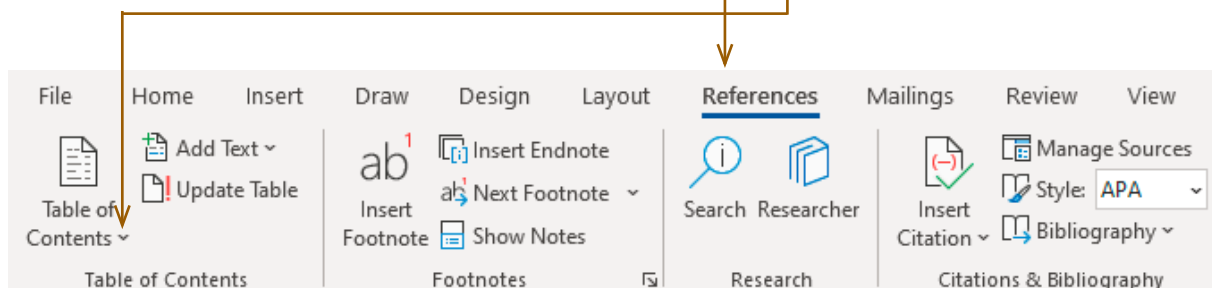 File Home Insert Draw Design Layout References Mailings Review View
Table of
Contents
Add Text
Update Table
Table of Contents
ab1
Insert
Footnote
[i] Insert Endnote
ab1 Next Footnote
Show Notes
Footnotes
Search
Researcher
Research
(-)
Insert
Citation
Manage Sources
Style: APA
Bibliography
Citations & Bibliography